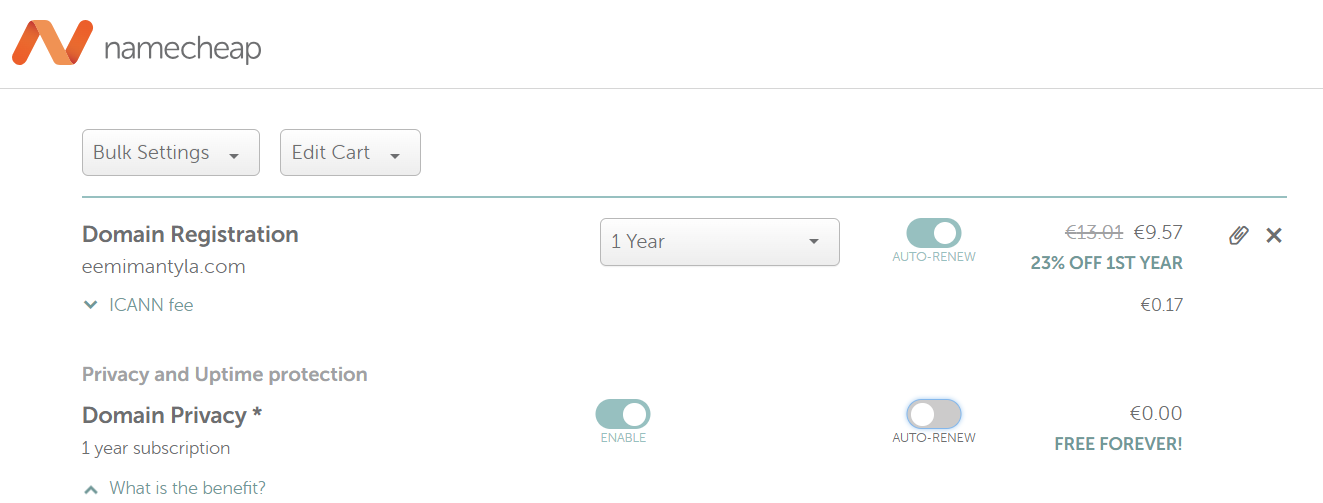 namecheap
Bulk Settings
Edit Cart
Domain Registration
1 Year
€13.01 €9.57
eemimantyla.com
AUTO-RENEW
23% OFF 1ST YEAR
ICANN fee
€0.17
Privacy and Uptime protection
Domain Privacy *
€0.00
1 year subscription
ENABLE
AUTO-RENEW
FREE FOREVER!
What is the benefit?